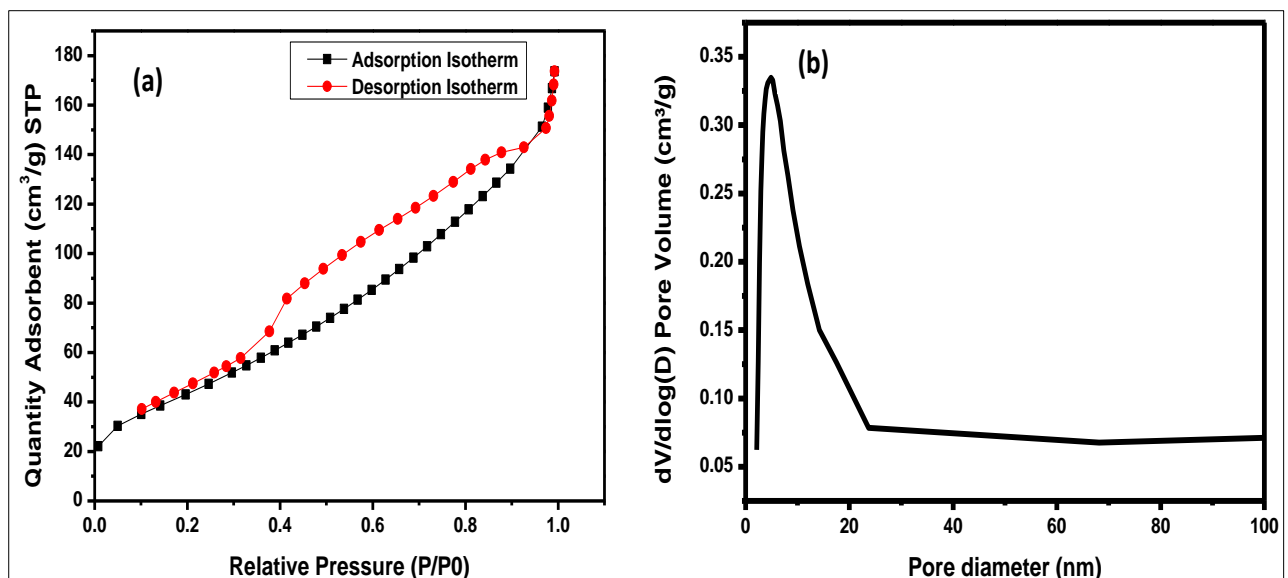 (a)
Adsorption Isotherm
Desorption Isotherm
Quantity Adsorbent (cm³/g) STP
180
160
140
120
100
80
60
40
20
0
0.0 0.2 0.4 0.6 0.8 1.0
Relative Pressure (P/P0)
(b)
dV/dlog(D) Pore Volume (cm³/g)
0.35
0.30
0.25
0.20
0.15
0.10
0.05
0 20 40 60 80 100
Pore diameter (nm)